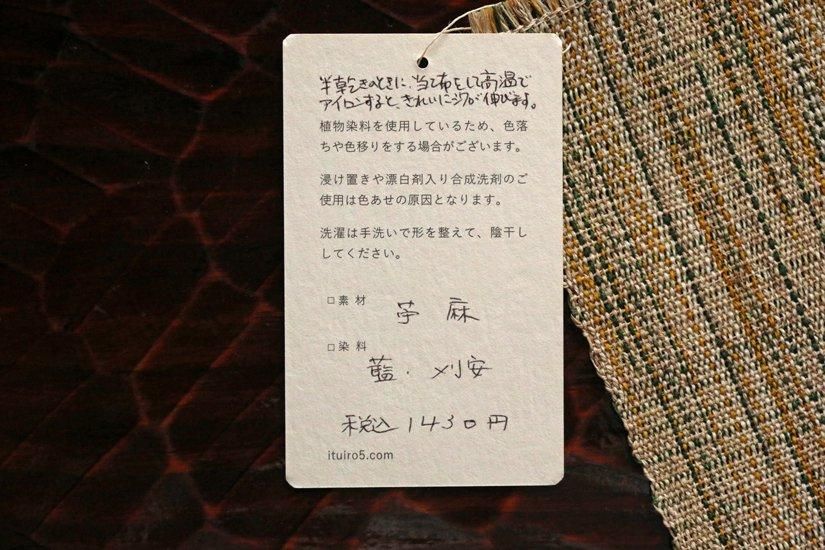 半乾きのときに、当て布をして高温で
アイロンすると、きれいにシワが伸びます。
植物染料を使用しているため、色落
ちや色移りをする場合がございます。
浸け置きや漂白剤入り合成洗剤のご
使用は色あせの原因となります。
洗濯は手洗いで形を整えて、陰干し
してください。
□素材 苧麻
□染料 藍・刈安
税込1430円
ituiro5.com